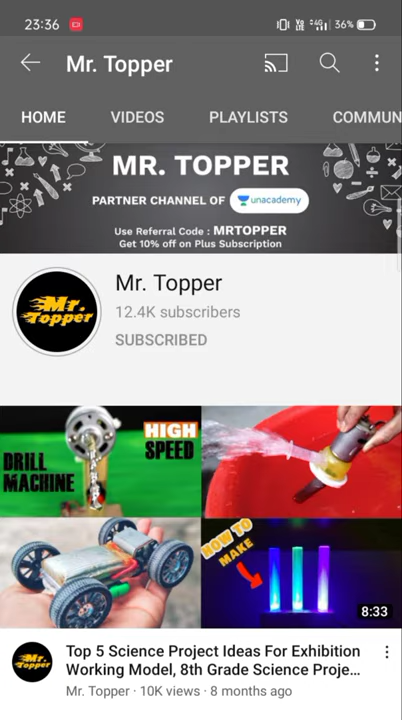 23:36
4G
36%
Mr. Topper
HOME
VIDEOS
PLAYLISTS
COMMUN
MR. TOPPER
PARTNER CHANNEL OF unacademy
Use Referral Code : MRTOPPER
Get 10% off on Plus Subscription
Mr. Topper
Mr. Topper
12.4K subscribers
SUBSCRIBED
DRILL MACHINE
HIGH SPEED
HOW TO MAKE
8:33
Mr. Topper
Top 5 Science Project Ideas For Exhibition
Working Model, 8th Grade Science Proje...
Mr. Topper · 10K views · 8 months ago